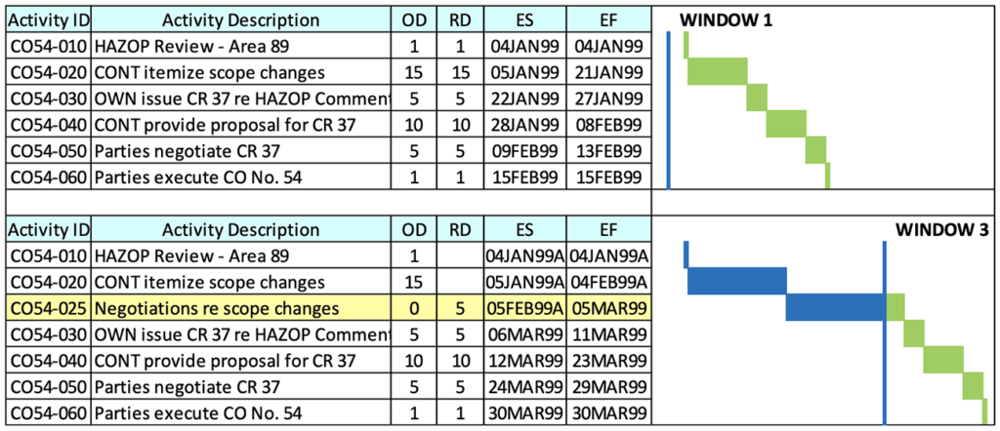 Activity ID Activity Description OD RD ES EF WINDOW 1
CO54-010 HAZOP Review - Area 89 1 1 04JAN99 04JAN99
CO54-020 CONT itemize scope changes 15 15 05JAN99 21JAN99
CO54-030 OWN issue CR 37 re HAZOP Comment 5 5 22JAN99 27JAN99
CO54-040 CONT provide proposal for CR 37 10 10 28JAN99 08FEB99
CO54-050 Parties negotiate CR 37 5 5 09FEB99 13FEB99
CO54-060 Parties execute CO No. 54 1 1 15FEB99 15FEB99
Activity ID Activity Description OD RD ES EF WINDOW 3
CO54-010 HAZOP Review - Area 89 1 04JAN99A 04JAN99A
CO54-020 CONT itemize scope changes 15 05JAN99A 04FEB99A
CO54-025 Negotiations re scope changes 0 5 05FEB99A 05MAR99
CO54-030 OWN issue CR 37 re HAZOP Comment 5 5 06MAR99 11MAR99
CO54-040 CONT provide proposal for CR 37 10 10 12MAR99 23MAR99
CO54-050 Parties negotiate CR 37 5 5 24MAR99 29MAR99
CO54-060 Parties execute CO No. 54 1 1 30MAR99 30MAR99